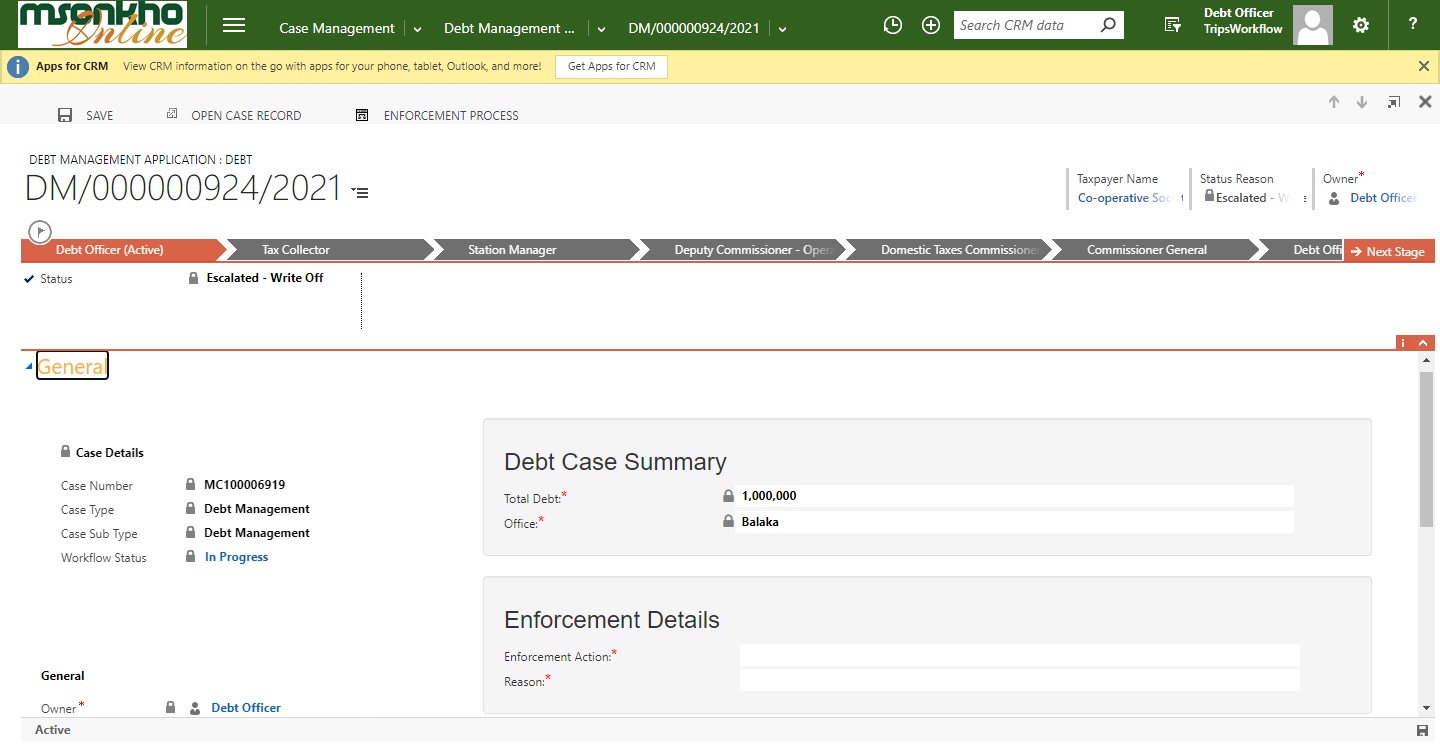 msonkho
Online
Case Management
Debt Management ...
DM/000000924/2021
Search CRM data
Debt Officer
TripsWorkflow
?
i
Apps for CRM
View CRM information on the go with apps for your phone, tablet, Outlook, and more!
Get Apps for CRM
SAVE
OPEN CASE RECORD
ENFORCEMENT PROCESS
DEBT MANAGEMENT APPLICATION : DEBT
DM/000000924/2021
Taxpayer Name
Co-operative Soc
Status Reason
Escalated - W
Owner*
Debt Officer
Debt Officer (Active)
Tax Collector
Station Manager
Deputy Commissioner - Oper
Domestic Taxes Commissioner
Commissioner General
Debt Offi
Next Stage
Status
Escalated - Write Off
i
General
Case Details
Case Number
MC100006919
Case Type
Debt Management
Case Sub Type
Debt Management
Workflow Status
In Progress
General
Owner*
Debt Officer
Debt Case Summary
Total Debt:*
1,000,000
Office:*
Balaka
Enforcement Details
Enforcement Action:*
Reason:*
Active